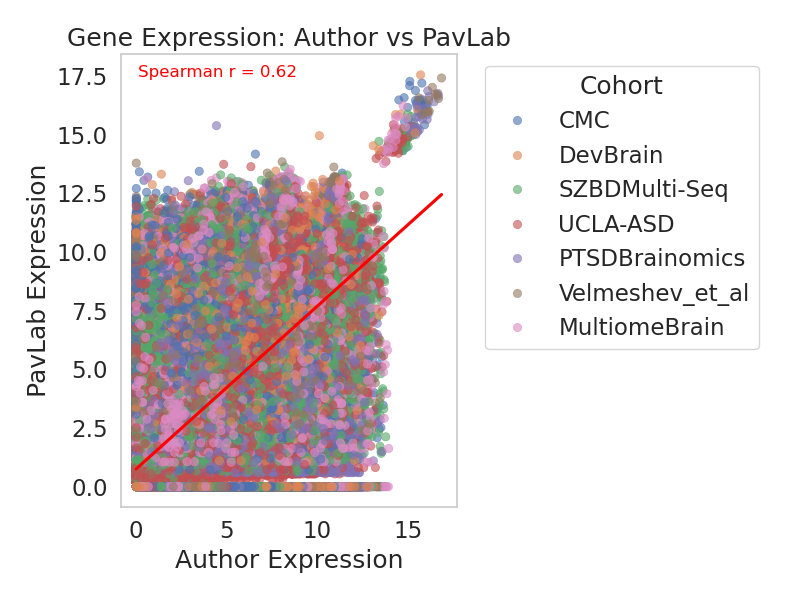 Gene Expression: Author vs PavLab
Spearman r = 0.62
17.5
15.0
12.5
10.0
7.5
5.0
2.5
0.0
PavLab Expression
0 5 10 15
Author Expression
Cohort
CMC
DevBrain
SZBDMulti-Seq
UCLA-ASD
PTSDBrainomics
Velmeshev_et_al
MultiomeBrain